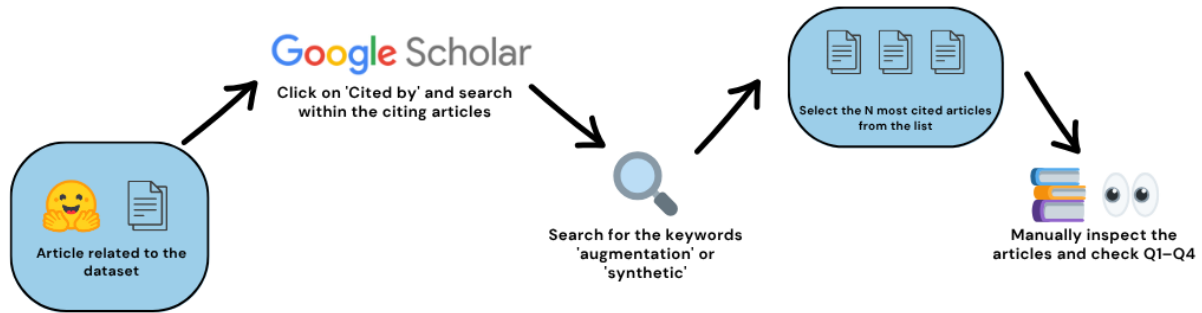 Article related to the
dataset
Google Scholar
Click on 'Cited by' and search
within the citing articles
Search for the keywords
'augmentation' or
'synthetic'
Select the N most cited articles
from the list
Manually inspect the
articles and check Q1–Q4